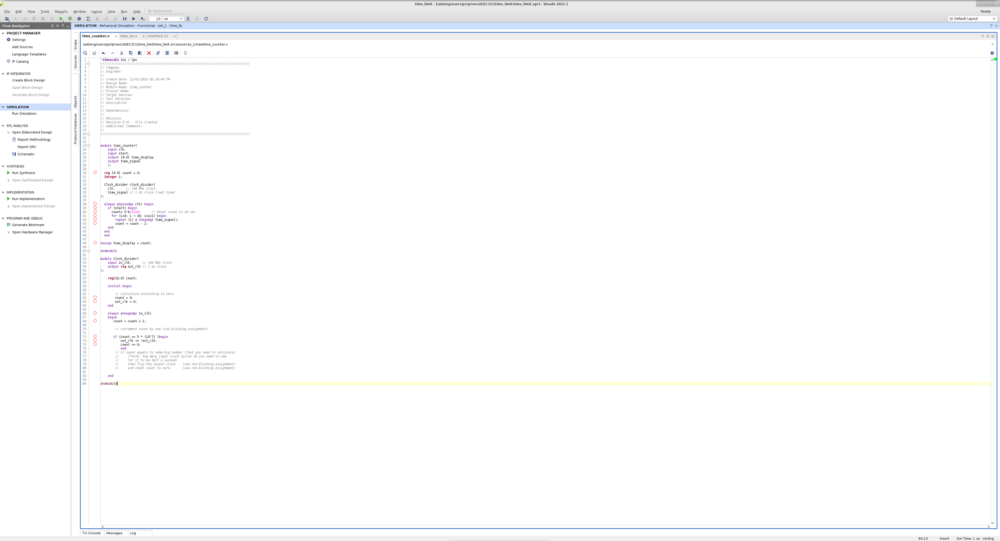 time_limit - [/ad/eng/users/p/r/prees26/EC311/time_limit/time_limit.xpr] - Vivado 2022.1
File Edit Flow Tools Reports Window Layout View Run Help Quick Access
Ready
10 us
Default Layout
Flow Navigator
SIMULATION - Behavioral Simulation - Functional - sim_1 - time_tb
PROJECT MANAGER
Settings
Add Sources
Language Templates
IP Catalog
IP INTEGRATOR
Create Block Design
Open Block Design
Generate Block Design
SIMULATION
Run Simulation
RTL ANALYSIS
Open Elaborated Design
Report Methodology
Report DRC
Schematic
SYNTHESIS
Run Synthesis
Open Synthesized Design
IMPLEMENTATION
Run Implementation
Open Implemented Design
PROGRAM AND DEBUG
Generate Bitstream
Open Hardware Manager
Scope
Sources
Objects
Protocol Instances
time_counter.v time_tb.v Untitled 15
/ad/eng/users/p/r/prees26/EC311/time_limit/time_limit.srcs/sources_1/new/time_counter.v
1 `timescale 1ns / 1ps
2 //////////////////////////////////////////////////////////////////////////////////
3 // Company:
4 // Engineer:
5 //
6 // Create Date: 12/01/2023 02:10:46 PM
7 // Design Name:
8 // Module Name: time_counter
9 // Project Name:
10 // Target Devices:
11 // Tool Versions:
12 // Description:
13 //
14 // Dependencies:
15 //
16 // Revision:
17 // Revision 0.01 - File Created
18 // Additional Comments:
19 //
20 //////////////////////////////////////////////////////////////////////////////////
21
22
23 module time_counter(
24 input clk,
25 input start,
26 output [4:0] time_display,
27 output time_signal
28 );
29
30 reg [4:0] count = 0;
31 integer i;
32
33 Clock_divider clock_divider(
34 clk, // 100 MHz clock
35 time_signal // 1 Hz clock (real time)
36 );
37
38 always @(posedge clk) begin
39 if (start) begin
40 count= 5'b11110; // Reset count to 30 sec
41 for (i=0; i < 30; i=i+1) begin
42 repeat (1) @ (negedge time_signal);
43 count = count - 1;
44 end
45 end
46 end
47
48 assign time_display = count;
49
50 endmodule
51
52 module Clock_divider(
53 input in_clk, // 100 MHz clock
54 output reg out_clk // 1 Hz clock
55 );
56
57 reg[32:0] count;
58
59 initial begin
60
61 // initialize everything to zero
62 count = 0;
63 out_clk = 0;
64 end
65
66 always @(negedge in_clk)
67 begin
68 count = count + 1;
69
70 // increment count by one (use blocking assignment)
71
72 if (count == 5 * (10^7) )begin
73 out_clk <= ~out_clk;
74 count <= 0;
75 end
76 // if count equals to some big number (that you need to calculate),
77 // (Think: how many input clock cycles do you need to see
78 // for it to be half a second)
79 // then flip the output clock, (use non-blocking assignment)
80 // and reset count to zero. (use non-blocking assignment)
81
82 end
83
84 endmodule
Tcl Console Messages Log
84:10 Insert Sim Time: 1 us Verilog